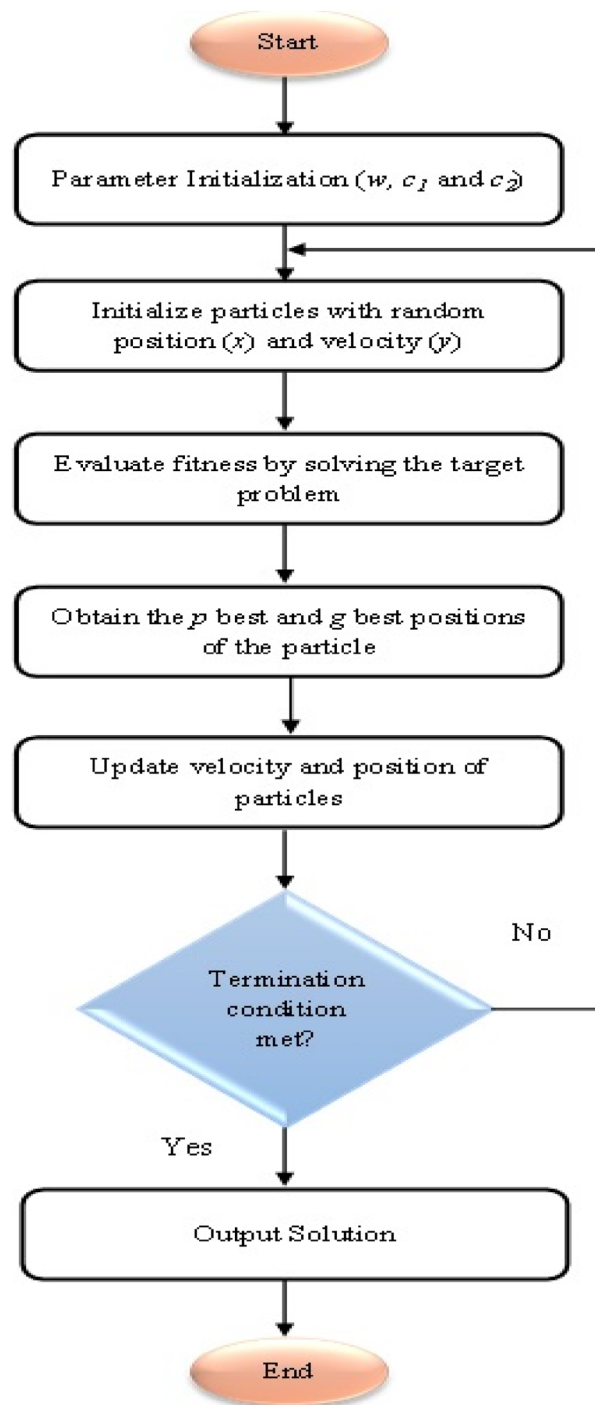 Start
Parameter Initialization (w, c₁ and c₂)
Initialize particles with random
position (x) and velocity (y)
Evaluate fitness by solving the target
problem
Obtain the p best and g best positions
of the particle
Update velocity and position of
particles
No
Termination
condition
met?
Yes
Output Solution
End